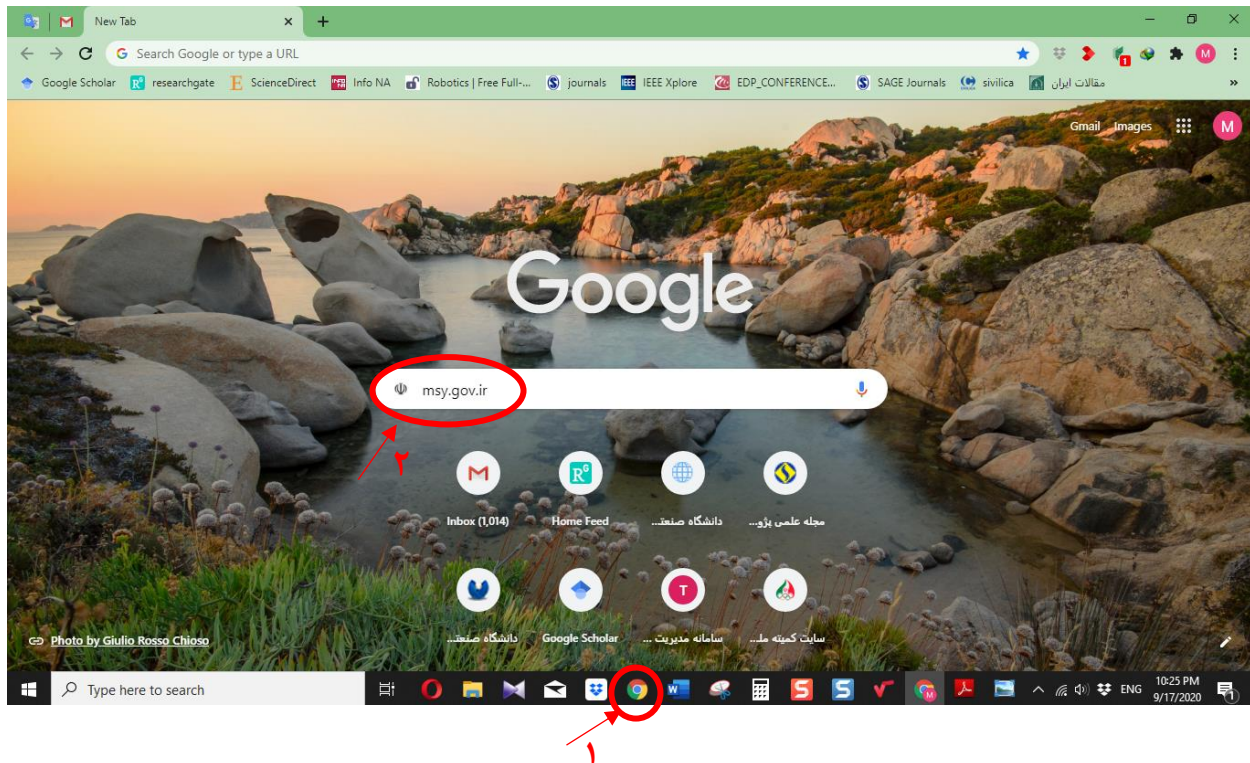 New Tab
Search Google or type a URL
Google Scholar researchgate ScienceDirect Info NA Robotics | Free Full-... journals IEEE Xplore EDP_CONFERENCE... SAGE Journals sivilica مقالات ایران »
Gmail Images M
Google
msy.gov.ir
۲
Inbox (1,014) Home Feed دانشگاه صنعتـ... مجله علمی پژو...
دانشگاه صنعتـ... Google Scholar سامانه مدیریت ... سایت کمیته ملـ...
Photo by Giulio Rosso Chioso
Type here to search ENG 10:25 PM
9/17/2020
۱